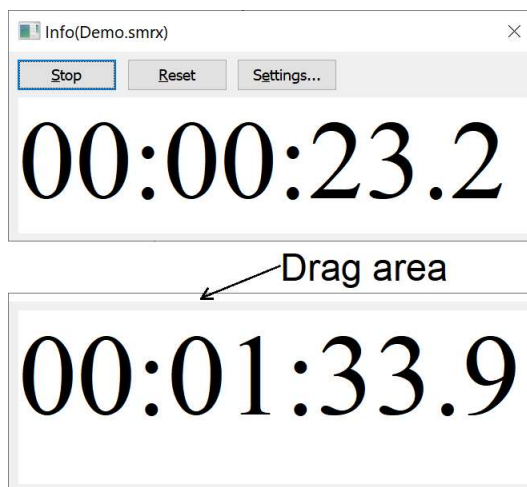 Info(Demo.smrx)
Stop Reset Settings...
00:00:23.2
Drag area
00:01:33.9